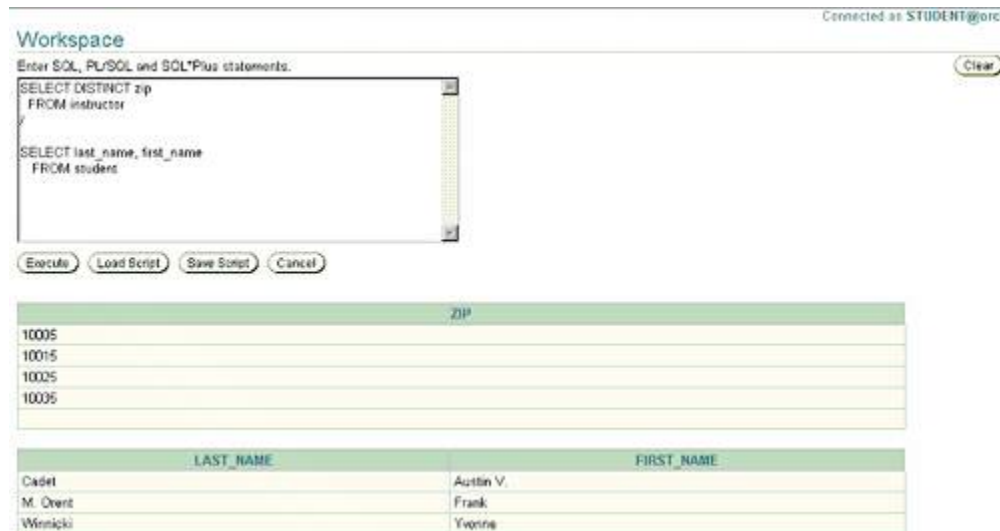 Connected as STUDENT@orc
Workspace
Enter SQL, PL/SQL and SQL*Plus statements.
Clear
SELECT DISTINCT zip
FROM instructor
/
SELECT last_name, first_name
FROM student
Execute Load Script Save Script Cancel
ZIP
10005
10015
10025
10035
LAST_NAME FIRST_NAME
Cadet Austin V.
M. Orent Frank
Winnicki Yvonne